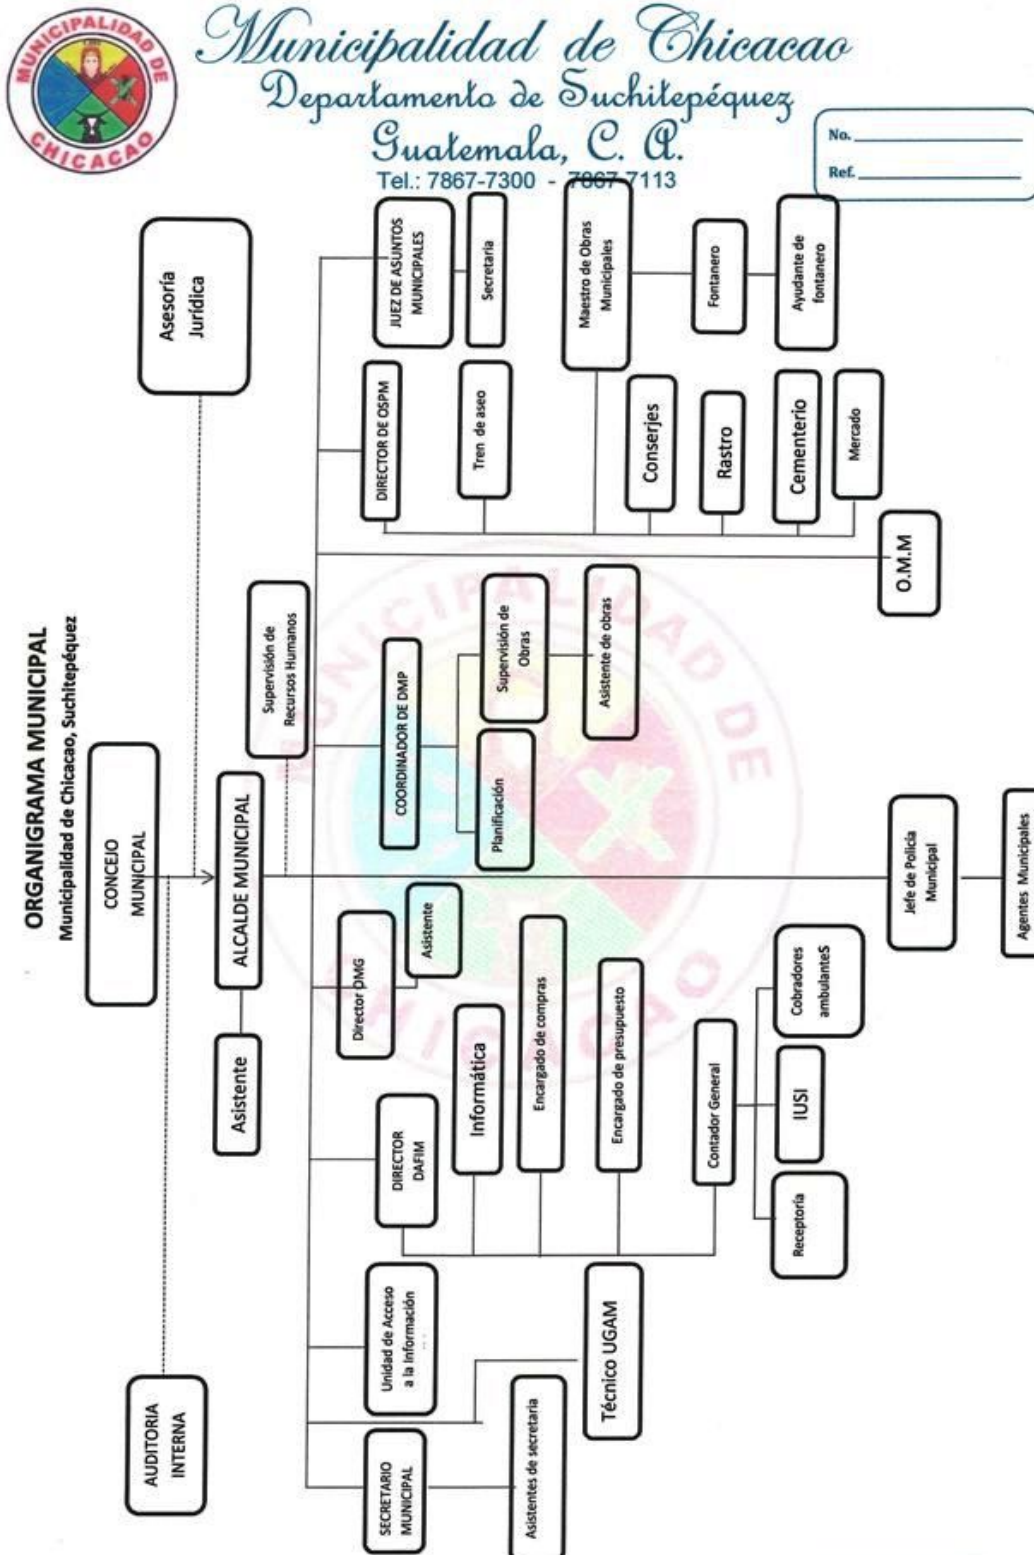 MUNICIPALIDAD DE
CHICACAO
Municipalidad de Chicacao
Departamento de Suchitepéquez
Guatemala, C. A.
Tel.: 7867-7300 - 7867-7113
No.
Ref.
ORGANIGRAMA MUNICIPAL
Municipalidad de Chicacao, Suchitepéquez
CONCEJO
MUNICIPAL
AUDITORIA
INTERNA
Asesoría
Jurídica
ALCALDE MUNICIPAL
Asistente
Supervisión de
Recursos Humanos
SECRETARIO
MUNICIPAL
Asistentes de secretaria
Unidad de Acceso
a la Información
Técnico UGAM
DIRECTOR
DAFIM
Informática
Encargado de compras
Encargado de presupuesto
Contador General
Receptoría
IUSI
Cobradores
ambulanteS
Director OMG
Asistente
COORDINADOR DE DMP
Planificación
Supervisión de
Obras
Asistente de obras
Jefe de Policia
Municipal
Agentes Municipales
O.M.M
DIRECTOR DE OSPM
Tren de aseo
Maestro de Obras
Municipales
Fontanero
Ayudante de
fontanero
Conserjes
Rastro
Cementerio
Mercado
JUEZ DE ASUNTOS
MUNICIPALES
Secretaria
MUNICIPALIDAD DE
CHICACAO